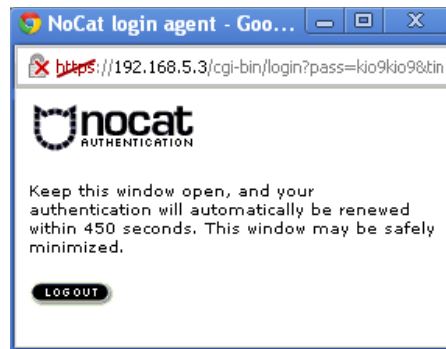 NoCat login agent - Goo...
https://192.168.5.3/cgi-bin/login?pass=kio9kio9&tin
nocat
AUTHENTICATION
Keep this window open, and your
authentication will automatically be renewed
within 450 seconds. This window may be safely
minimized.
LOGOUT